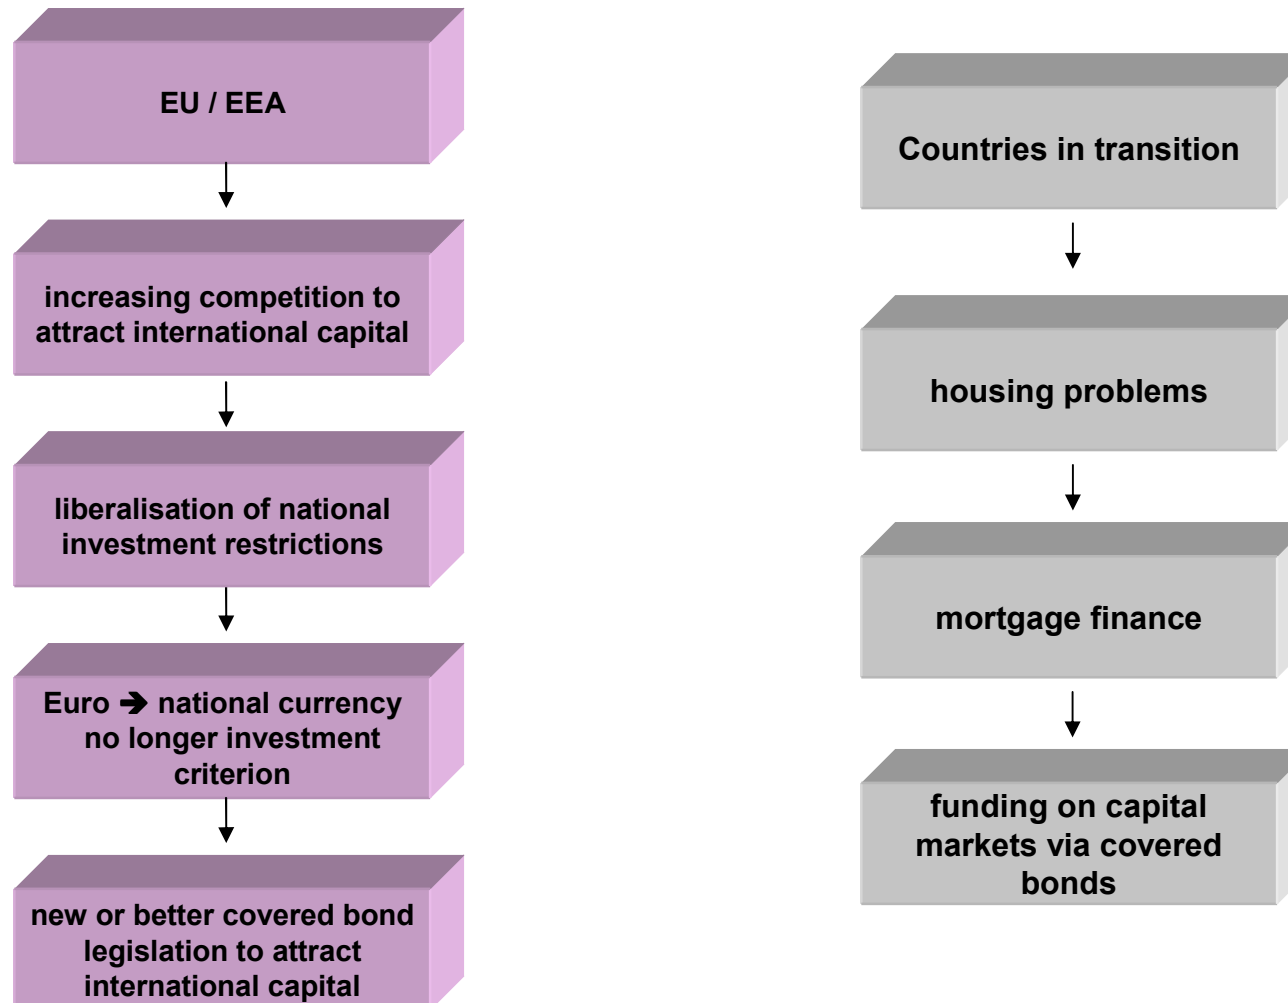 EU / EEA
increasing competition to
attract international capital
liberalisation of national
investment restrictions
Euro ➔ national currency
no longer investment
criterion
new or better covered bond
legislation to attract
international capital
Countries in transition
housing problems
mortgage finance
funding on capital
markets via covered
bonds